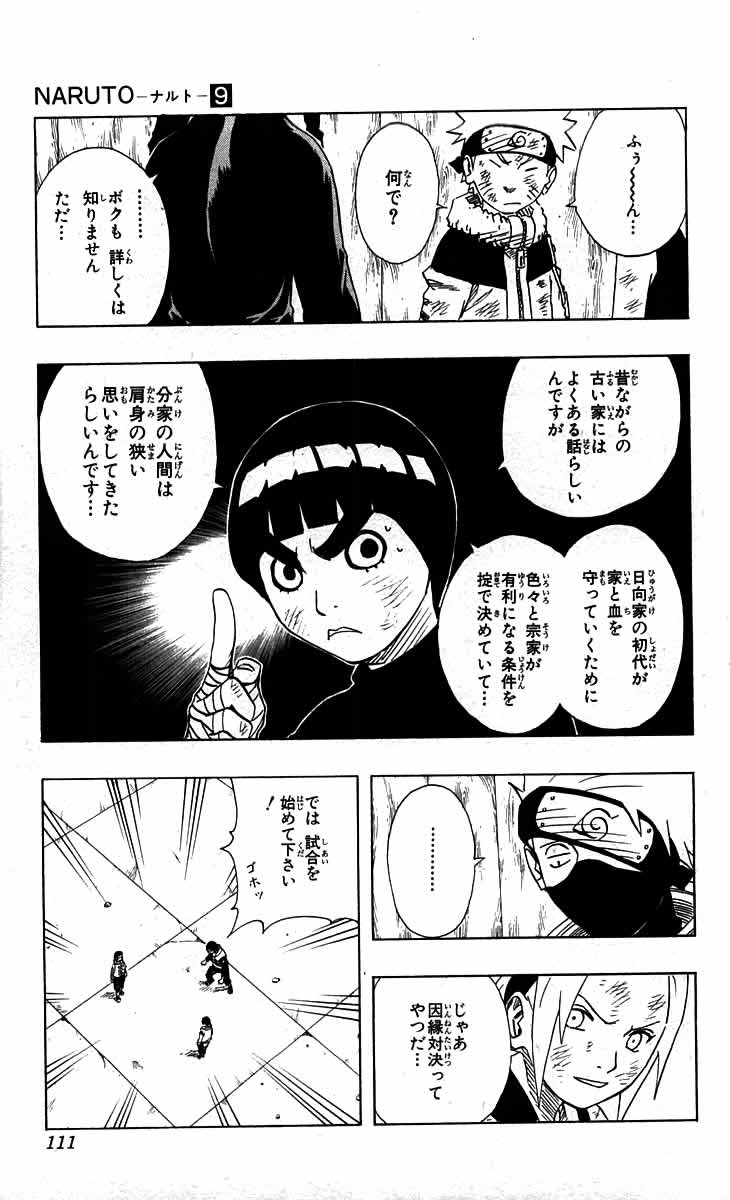 NARUTO―ナルト―9
ふぅ〜〜〜ん…
何で？
…………
ボクも 詳しくは
知りません
ただ…
昔ながらの
古い家には
よくある話らしい
んですが
日向家の初代が
家と血を
守っていくために
色々と宗家が
有利になる条件を
掟で決めていて…
分家の人間は
肩身の狭い
思いをしてきた
らしいんです…
…………
じゃあ
因縁対決って
やつだ…
では 試合を
始めて下さい
！
ゴホッ
111